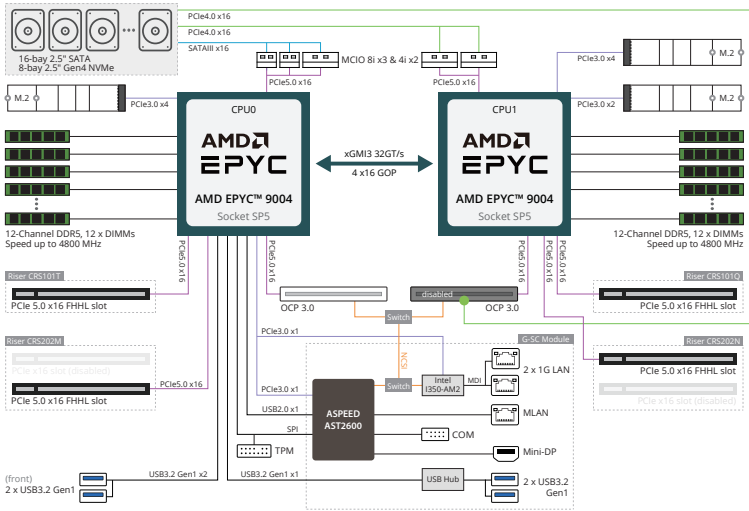 PCIe4.0 x16
PCIe4.0 x16
SATAIII x16
16-bay 2.5" SATA
8-bay 2.5" Gen4 NVMe
MCIO 8i x3 & 4i x2
PCIe5.0 x16
PCIe5.0 x16
PCIe3.0 x4
M.2
M.2
PCIe3.0 x4
PCIe3.0 x2
M.2
CPU0
AMD
EPYC
AMD EPYC™ 9004
Socket SP5
xGMI3 32GT/s
4 x16 GOP
CPU1
AMD
EPYC
AMD EPYC™ 9004
Socket SP5
12-Channel DDR5, 12 x DIMMs
Speed up to 4800 MHz
12-Channel DDR5, 12 x DIMMs
Speed up to 4800 MHz
PCIe5.0 x16
PCIe5.0 x16
PCIe5.0 x16
PCIe5.0 x16
PCIe5.0 x16
PCIe5.0 x16
Riser CRS101T
PCIe 5.0 x16 FHHL slot
OCP 3.0
disabled
OCP 3.0
Riser CRS101Q
PCIe 5.0 x16 FHHL slot
Switch
PCIe3.0 x1
NCSI
G-SC Module
Riser CRS202M
PCIe x16 slot (disabled)
PCIe5.0 x16
PCIe 5.0 x16 FHHL slot
Riser CRS202N
PCIe 5.0 x16 FHHL slot
PCIe x16 slot (disabled)
PCIe3.0 x1
Switch
Intel
I350-AM2
MDI
2 x 1G LAN
USB2.0 x1
ASPEED
AST2600
MLAN
SPI
TPM
COM
Mini-DP
(front)
2 x USB3.2 Gen1
USB3.2 Gen1 x2
USB3.2 Gen1 x1
USB Hub
2 x USB3.2
Gen1